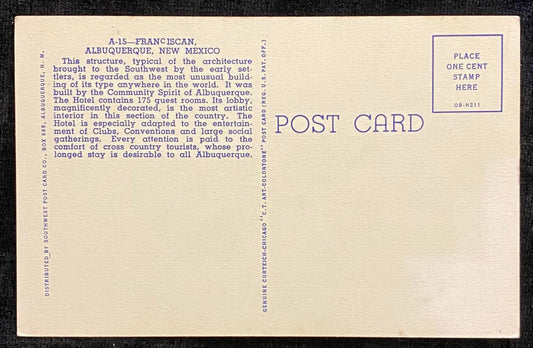 A-15—FRANCISCAN,
ALBUQUERQUE, NEW MEXICO
This structure, typical of the architecture
brought to the Southwest by the early set-
tlers, is regarded as the most unusual build-
ing of its type anywhere in the world. It was
built by the Community Spirit of Albuquerque.
The Hotel contains 175 guest rooms. Its lobby,
magnificently decorated, is the most artistic
interior in this section of the country. The
Hotel is especially adapted to the entertain-
ment of Clubs, Conventions and large social
gatherings. Every attention is paid to the
comfort of cross country tourists, whose pro-
longed stay is desirable to all Albuquerque.
DISTRIBUTED BY SOUTHWEST POST CARD CO., BOX 685, ALBUQUERQUE, N. M.
GENUINE CURTEICH-CHICAGO "C.T. ART-COLORTONE" POST CARD (REG. U.S. PAT. OFF.)
POST CARD
PLACE
ONE CENT
STAMP
HERE
OB-H211